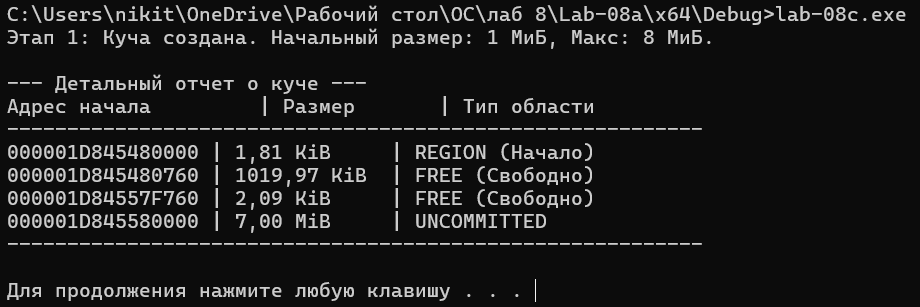 C:\Users\nikit\OneDrive\Рабочий стол\ОС\лаб 8\Lab-08a\x64\Debug>lab-08c.exe
Этап 1: Куча создана. Начальный размер: 1 МиБ, Макс: 8 МиБ.
--- Детальный отчет о куче ---
Адрес начала | Размер | Тип области
----------------------------------------------------------
000001D845480000 | 1,81 KiB | REGION (Начало)
000001D845480760 | 1019,97 KiB | FREE (Свободно)
000001D84557F760 | 2,09 KiB | FREE (Свободно)
000001D845580000 | 7,00 MiB | UNCOMMITTED
----------------------------------------------------------
Для продолжения нажмите любую клавишу . . .